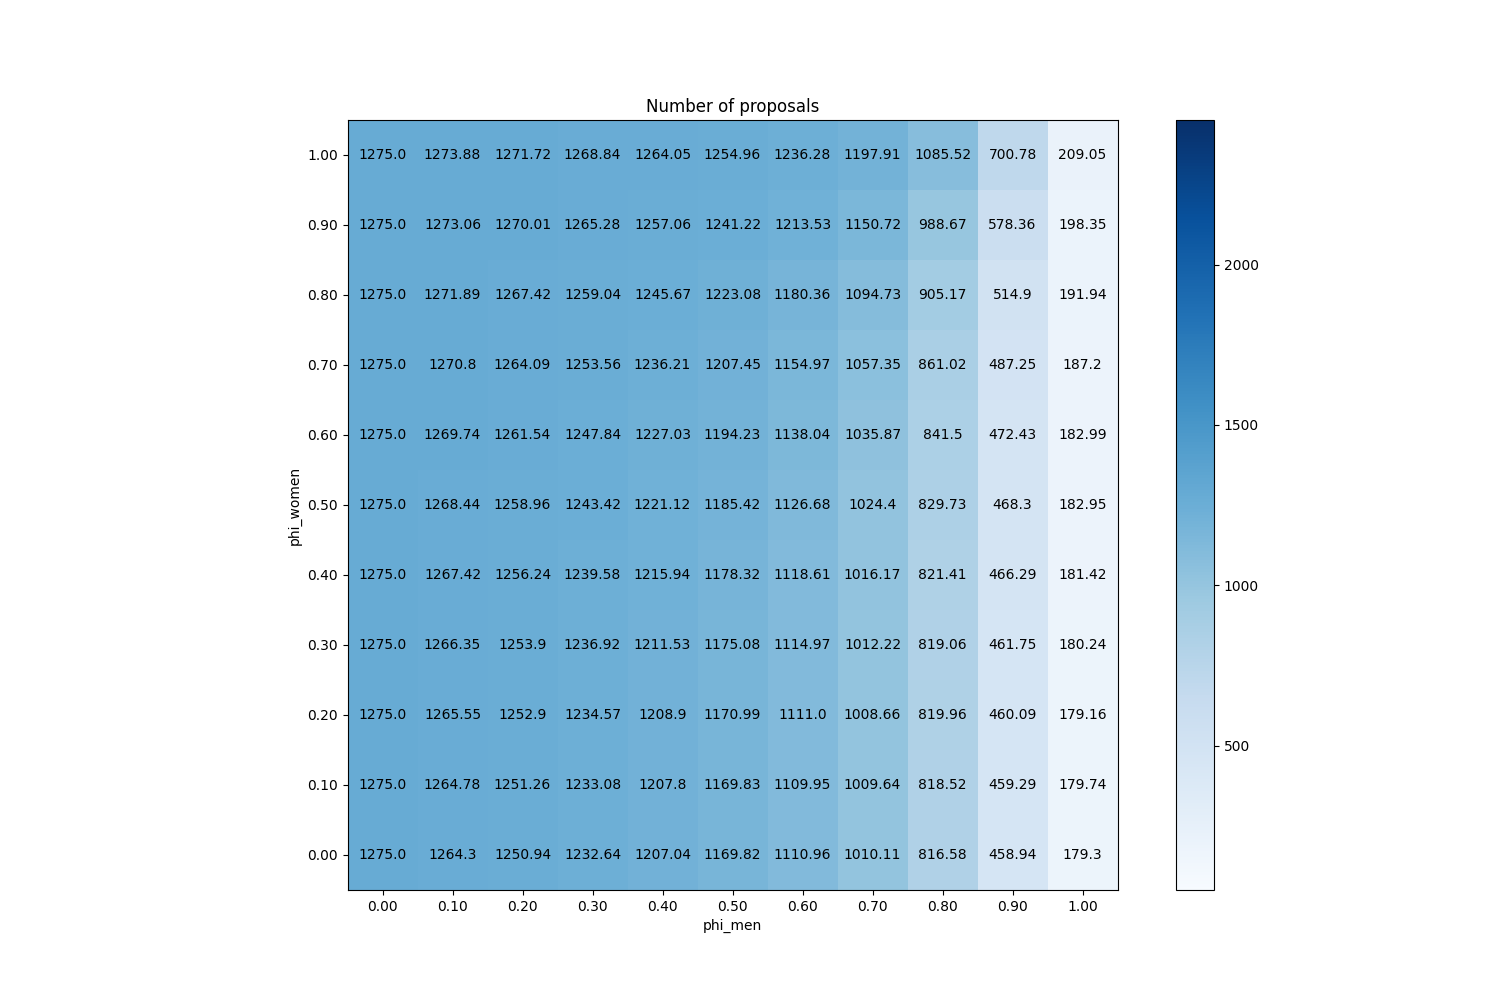 Number of proposals
1.00 1275.0 1273.88 1271.72 1268.84 1264.05 1254.96 1236.28 1197.91 1085.52 700.78 209.05
0.90 1275.0 1273.06 1270.01 1265.28 1257.06 1241.22 1213.53 1150.72 988.67 578.36 198.35
2000
0.80 1275.0 1271.89 1267.42 1259.04 1245.67 1223.08 1180.36 1094.73 905.17 514.9 191.94
0.70 1275.0 1270.8 1264.09 1253.56 1236.21 1207.45 1154.97 1057.35 861.02 487.25 187.2
1500
0.60 1275.0 1269.74 1261.54 1247.84 1227.03 1194.23 1138.04 1035.87 841.5 472.43 182.99
phi_women
0.50 1275.0 1268.44 1258.96 1243.42 1221.12 1185.42 1126.68 1024.4 829.73 468.3 182.95
0.40 1275.0 1267.42 1256.24 1239.58 1215.94 1178.32 1118.61 1016.17 821.41 466.29 181.42
1000
0.30 1275.0 1266.35 1253.9 1236.92 1211.53 1175.08 1114.97 1012.22 819.06 461.75 180.24
0.20 1275.0 1265.55 1252.9 1234.57 1208.9 1170.99 1111.0 1008.66 819.96 460.09 179.16
500
0.10 1275.0 1264.78 1251.26 1233.08 1207.8 1169.83 1109.95 1009.64 818.52 459.29 179.74
0.00 1275.0 1264.3 1250.94 1232.64 1207.04 1169.82 1110.96 1010.11 816.58 458.94 179.3
0.00 0.10 0.20 0.30 0.40 0.50 0.60 0.70 0.80 0.90 1.00
phi_men